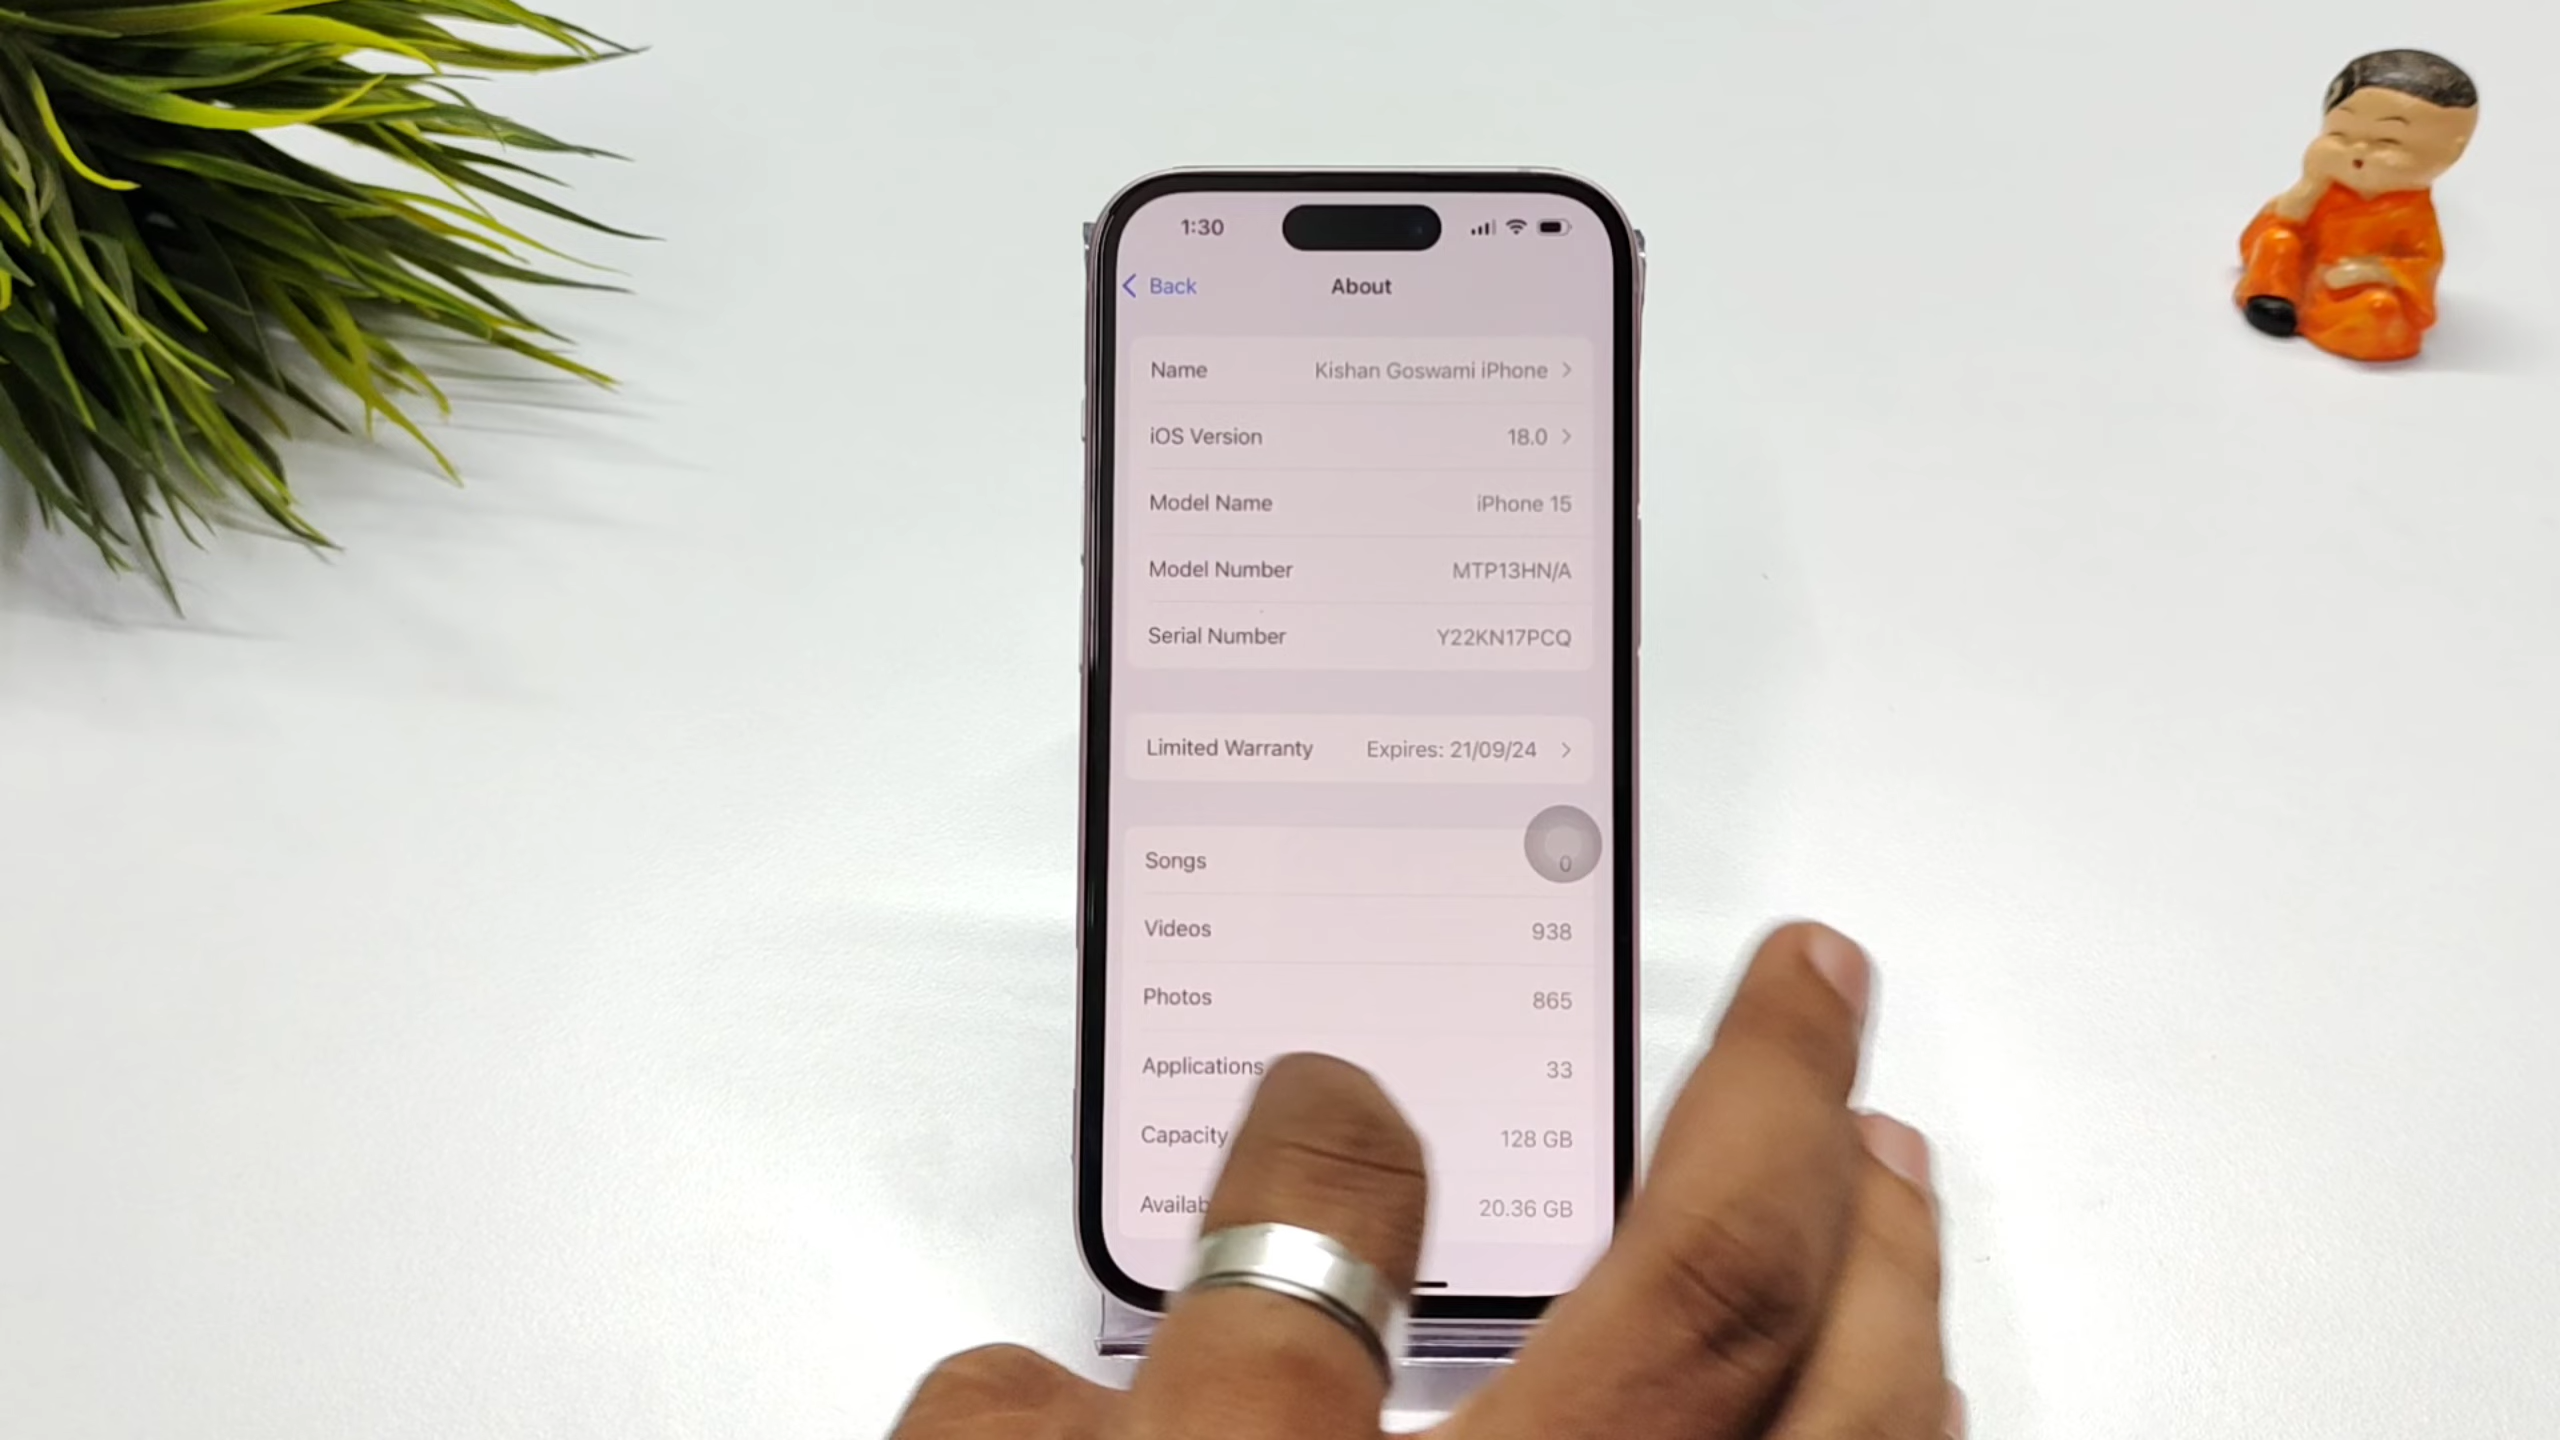 1:30
Back
About
Name Kishan Goswami iPhone
iOS Version 18.0
Model Name iPhone 15
Model Number MTP13HN/A
Serial Number Y22KN17PCQ
Limited Warranty Expires: 21/09/24
Songs 0
Videos 938
Photos 865
Applications 33
Capacity 128 GB
Availab 20.36 GB